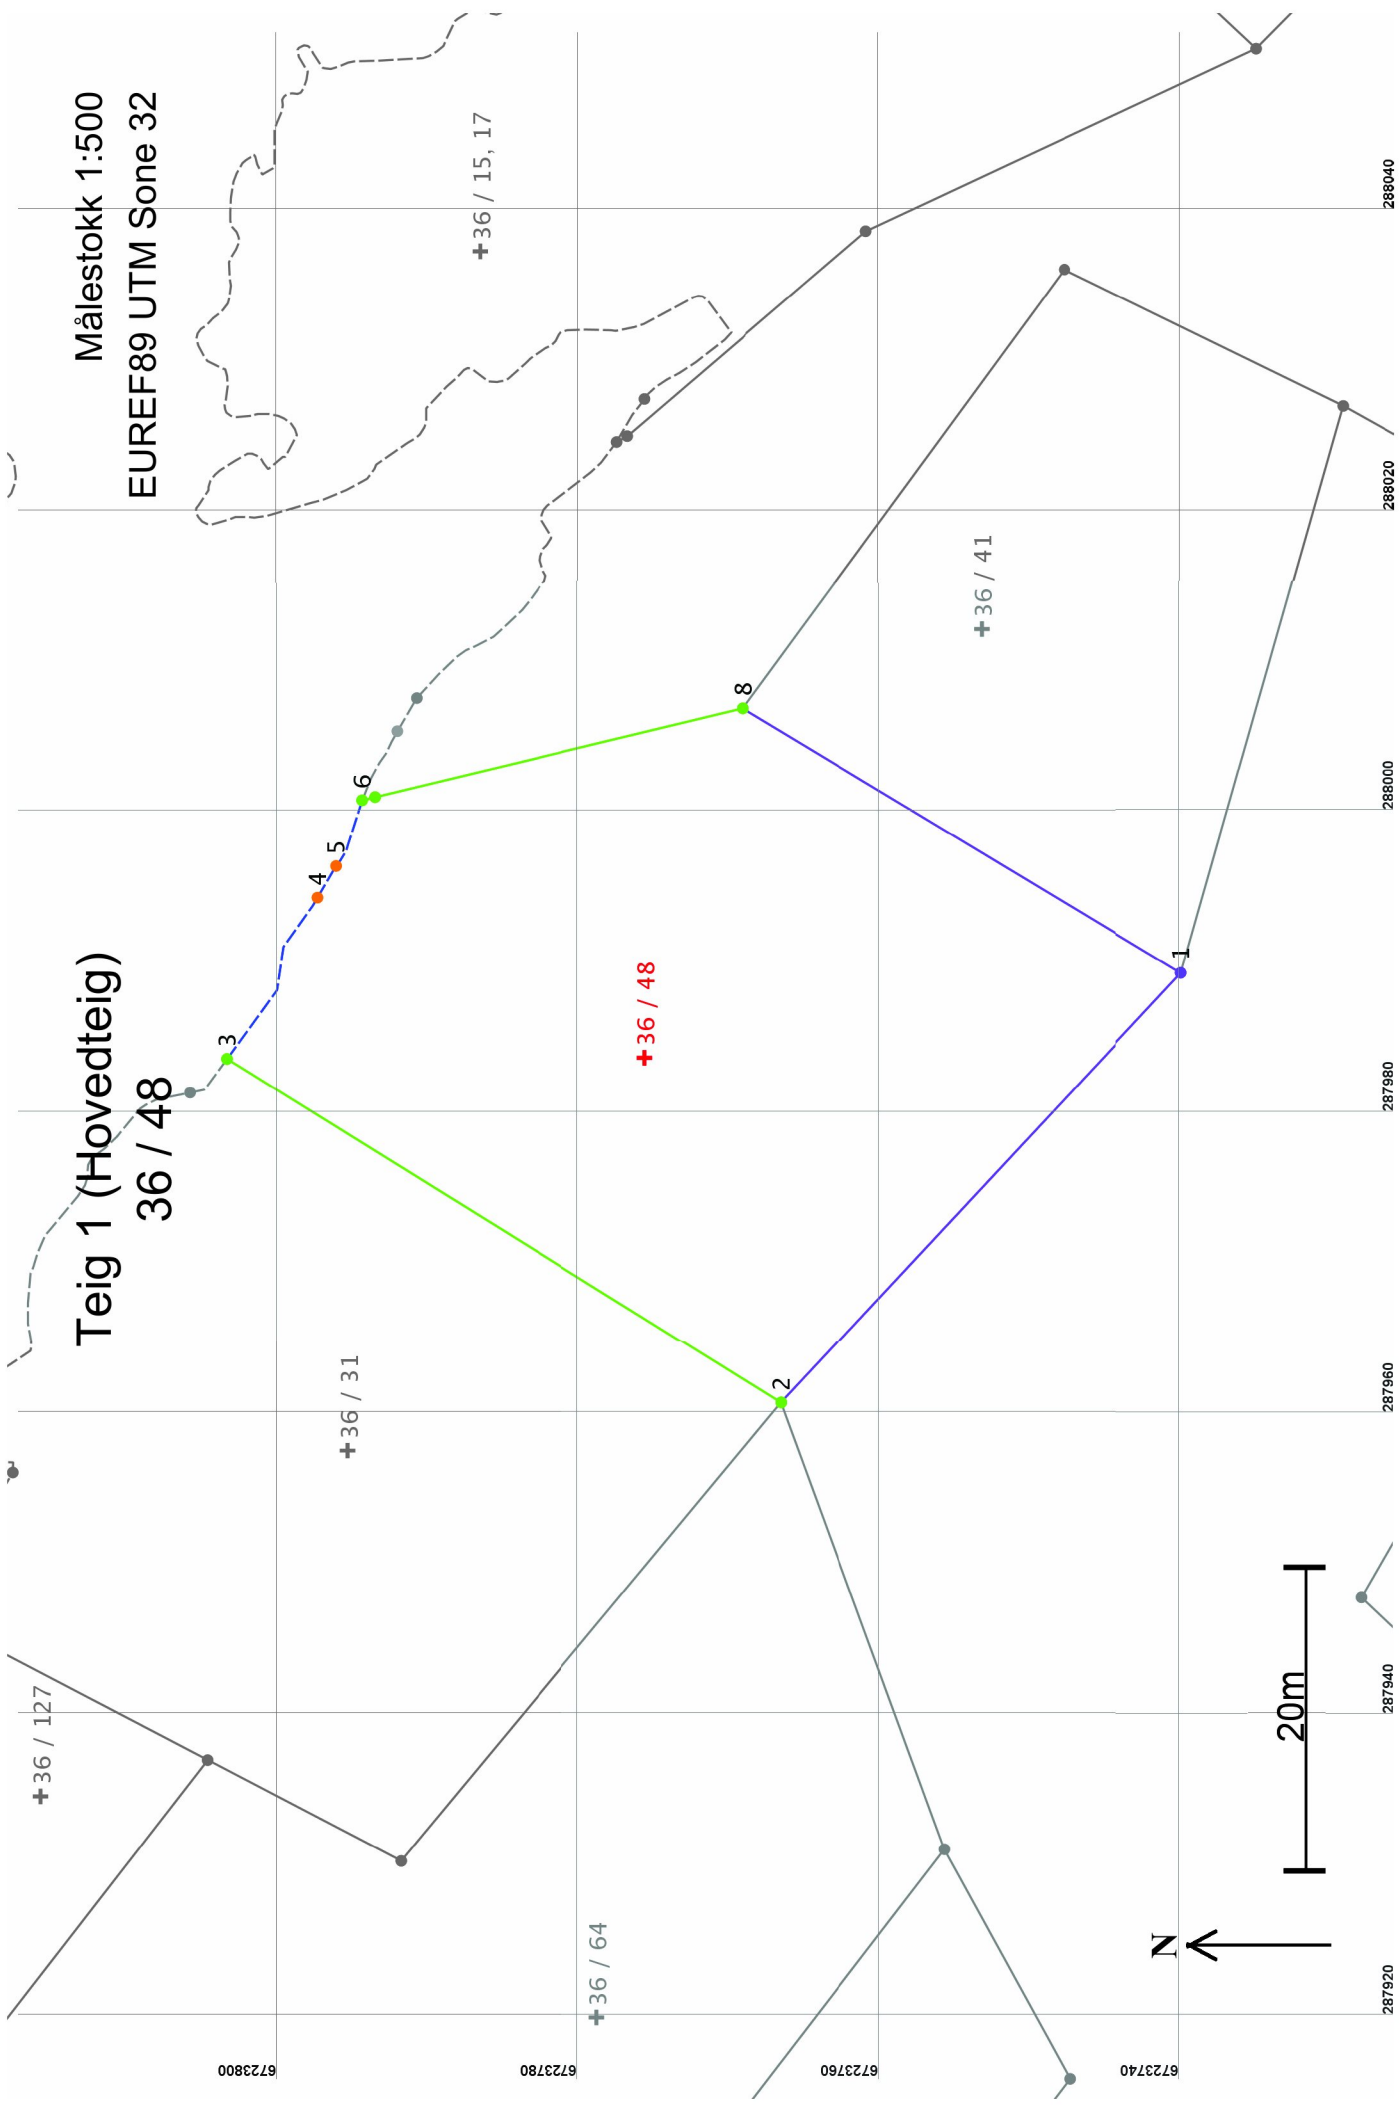 Målestokk 1:500
EUREF89 UTM Sone 32
Teig 1 (Hovedteig)
36 / 48
+36 / 15, 17
+36 / 127
+36 / 31
+36 / 48
+36 / 64
+36 / 41
3
4
5
6
8
2
1
20m
N
6723800
6723780
6723760
6723740
287920
287940
287960
287980
288000
288020
288040